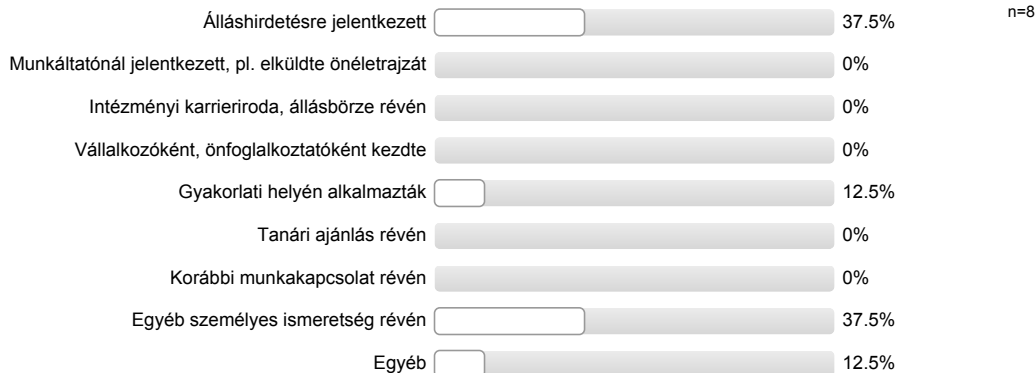 Álláshirdetésre jelentkezett 37.5% n=8
Munkáltatónál jelentkezett, pl. elküldte önéletrajzát 0%
Intézményi karrieriroda, állásbörze révén 0%
Vállalkozóként, önfoglalkoztatóként kezdte 0%
Gyakorlati helyén alkalmazták 12.5%
Tanári ajánlás révén 0%
Korábbi munkakapcsolat révén 0%
Egyéb személyes ismeretség révén 37.5%
Egyéb 12.5%